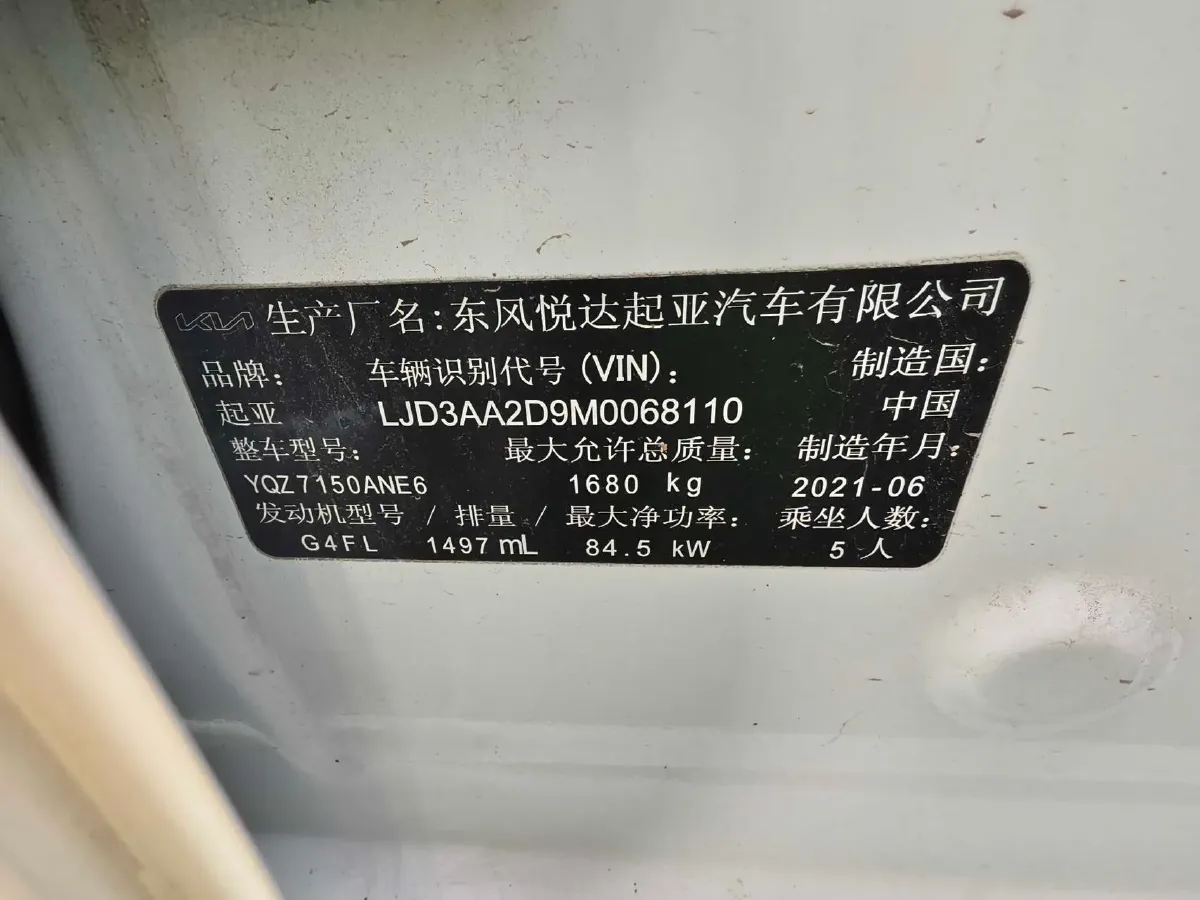 KIA 生产厂名:东风悦达起亚汽车有限公司
品牌: 车辆识别代号(VIN): 制造国:
起亚 LJD3AA2D9M0068110 中国
整车型号: 最大允许总质量: 制造年月:
YQZ7150ANE6 1680 kg 2021-06
发动机型号 / 排量 / 最大净功率: 乘坐人数:
G4FL 1497 mL 84.5 kW 5 人